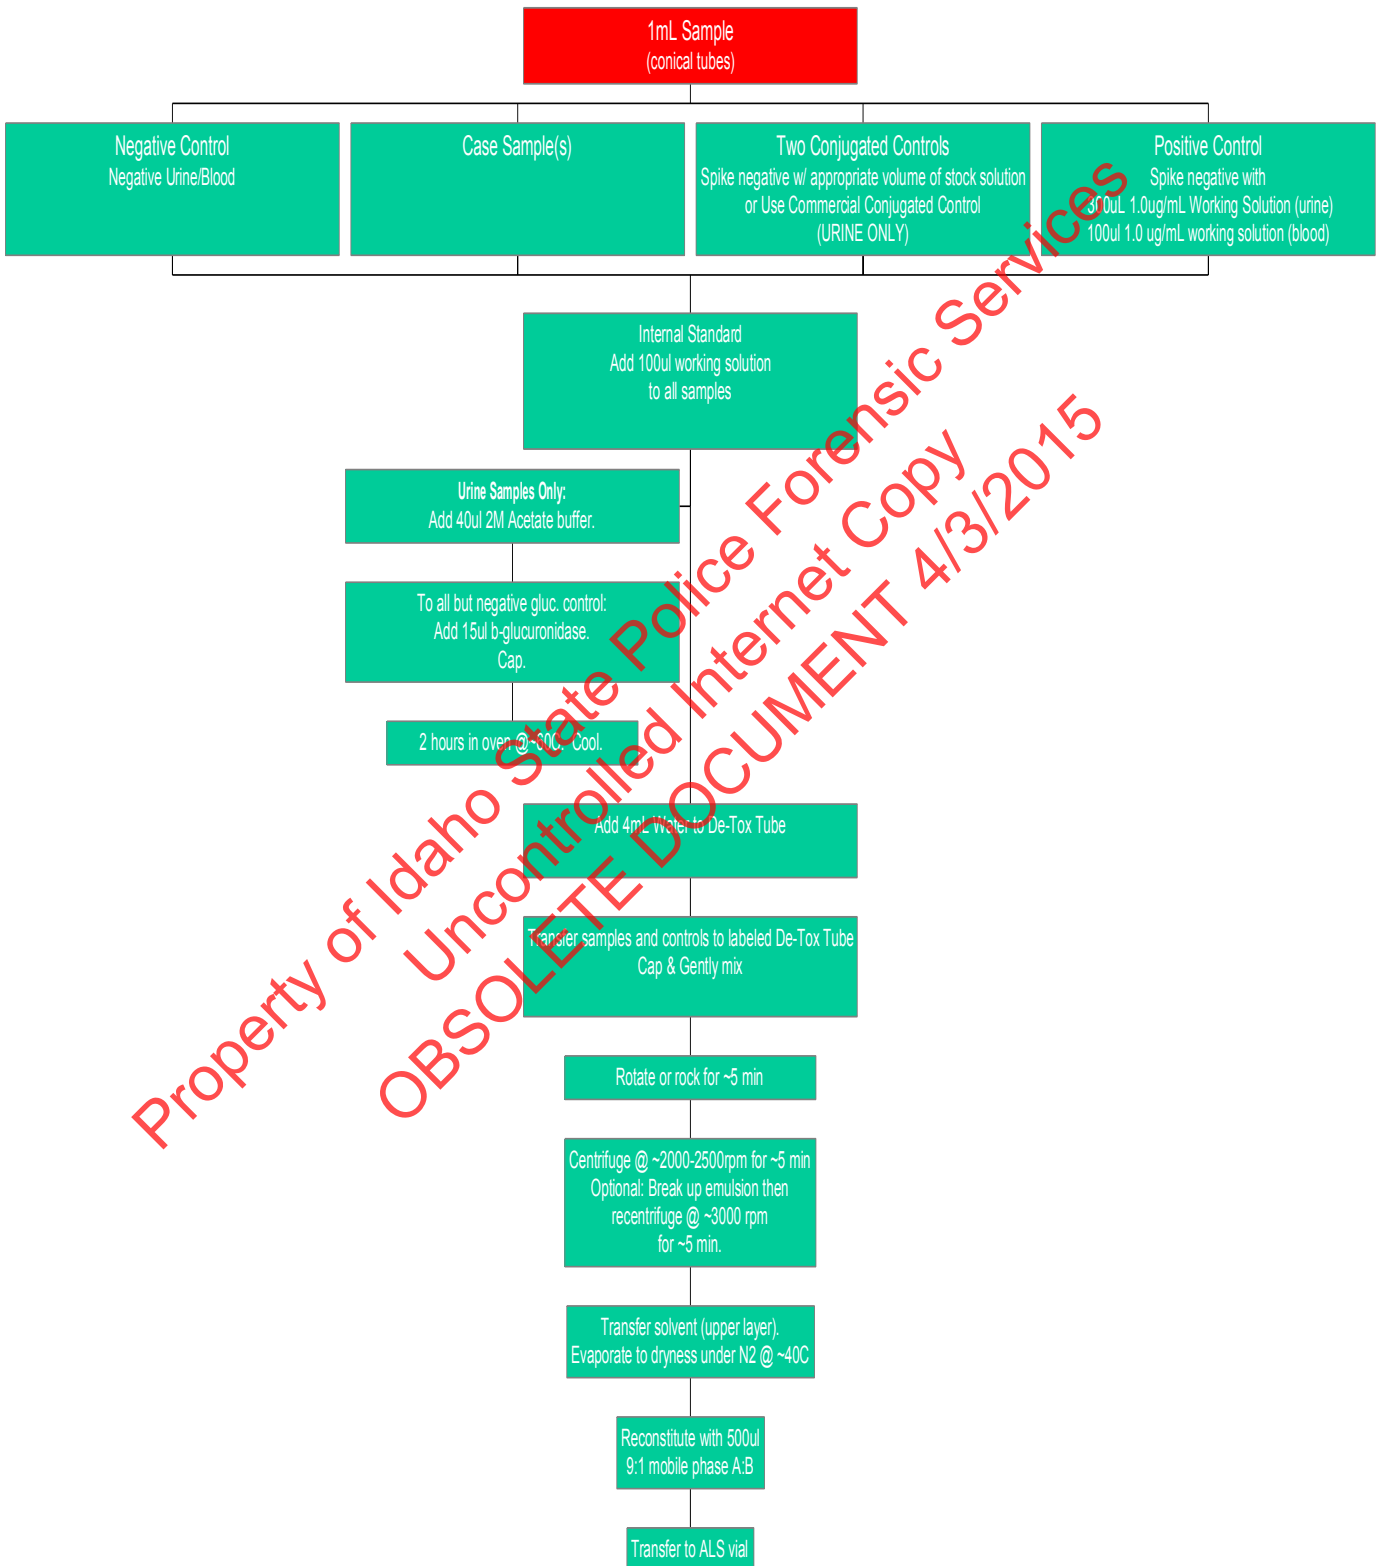 1mL Sample
(conical tubes)
Negative Control
Negative Urine/Blood
Case Sample(s)
Two Conjugated Controls
Spike negative w/ appropriate volume of stock solution
or Use Commercial Conjugated Control
(URINE ONLY)
Positive Control
Spike negative with
300uL 1.0ug/mL Working Solution (urine)
100ul 1.0 ug/mL working solution (blood)
Internal Standard
Add 100ul working solution
to all samples
Urine Samples Only:
Add 40ul 2M Acetate buffer.
To all but negative gluc. control:
Add 15ul b-glucuronidase.
Cap.
2 hours in oven @~60C. Cool.
Add 4mL Water to De-Tox Tube
Transfer samples and controls to labeled De-Tox Tube
Cap & Gently mix
Rotate or rock for ~5 min
Centrifuge @ ~2000-2500rpm for ~5 min
Optional: Break up emulsion then
recentrifuge @ ~3000 rpm
for ~5 min.
Transfer solvent (upper layer).
Evaporate to dryness under N2 @ ~40C
Reconstitute with 500ul
9:1 mobile phase A:B
Transfer to ALS vial
Property of Idaho State Police Forensic Services
Uncontrolled Internet Copy
OBSOLETE DOCUMENT 4/3/2015